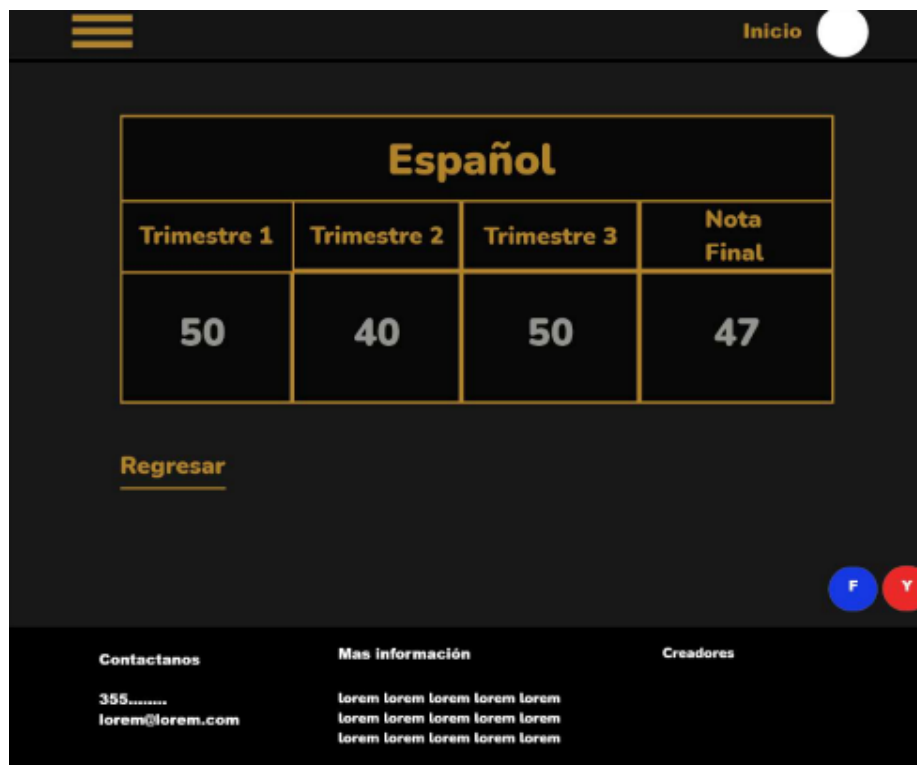 Inicio
Español
Trimestre 1 Trimestre 2 Trimestre 3 Nota Final
50 40 50 47
Regresar
F Y
Contactanos
355........
lorem@lorem.com
Mas información
lorem lorem lorem lorem lorem
lorem lorem lorem lorem lorem
lorem lorem lorem lorem lorem
Creadores